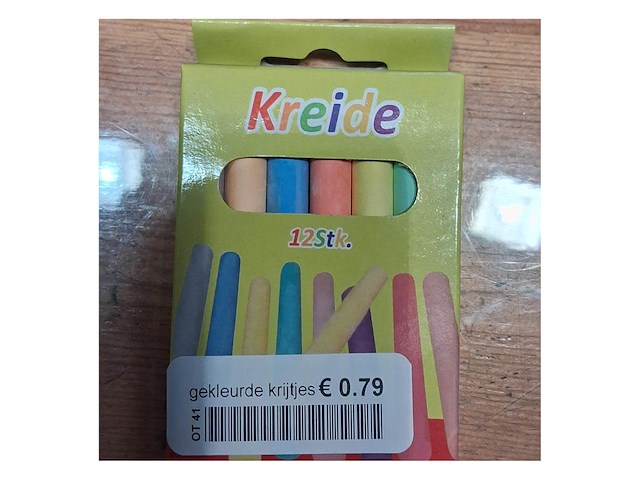 Kreide
12Stk.
gekleurde krijtjes € 0.79
OT 41